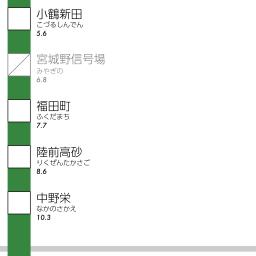 小鶴新田
こづるしんでん
5.6
宮城野信号場
みやぎの
6.8
福田町
ふくだまち
7.7
陸前高砂
りくぜんたかさご
8.6
中野栄
なかのさかえ
10.3